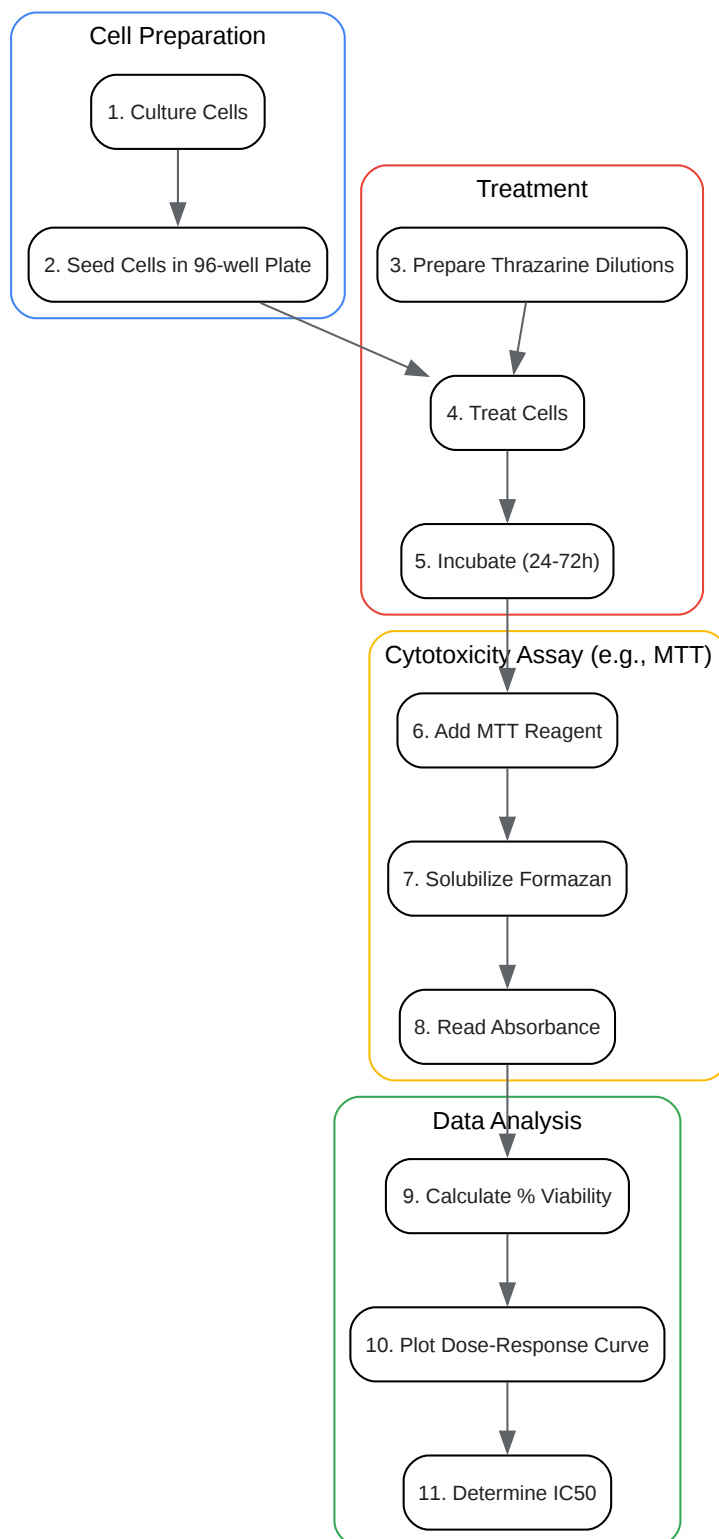 Cell Preparation
1. Culture Cells
2. Seed Cells in 96-well Plate
Treatment
3. Prepare Thrazarine Dilutions
4. Treat Cells
5. Incubate (24-72h)
Cytotoxicity Assay (e.g., MTT)
6. Add MTT Reagent
7. Solubilize Formazan
8. Read Absorbance
Data Analysis
9. Calculate % Viability
10. Plot Dose-Response Curve
11. Determine IC50